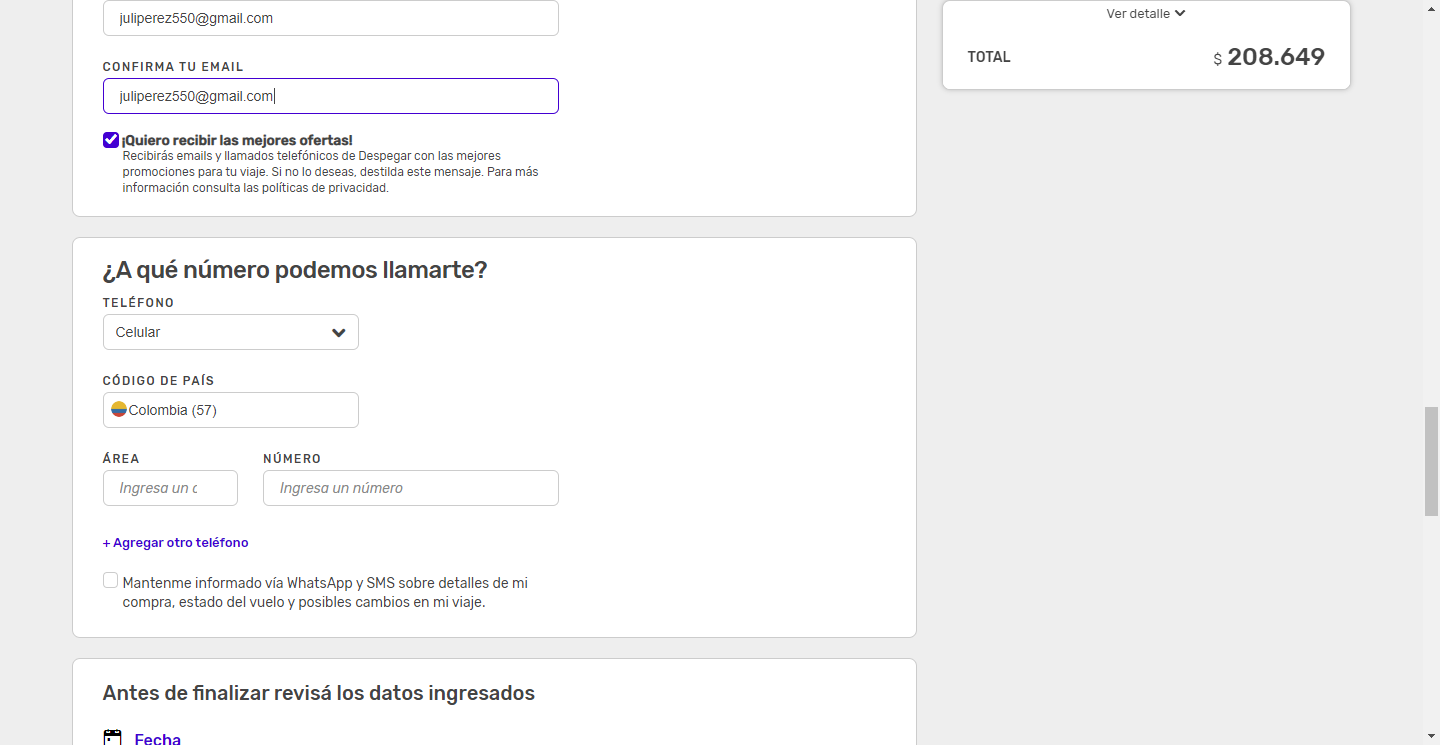 juliperez550@gmail.com
CONFIRMA TU EMAIL
juliperez550@gmail.com
¡Quiero recibir las mejores ofertas!
Recibirás emails y llamados telefónicos de Despegar con las mejores
promociones para tu viaje. Si no lo deseas, destilda este mensaje. Para más
información consulta las políticas de privacidad.
Ver detalle
TOTAL $ 208.649
¿A qué número podemos llamarte?
TELÉFONO
Celular
CÓDIGO DE PAÍS
Colombia (57)
ÁREA NÚMERO
Ingresa un Ingresa un número
+ Agregar otro teléfono
Mantenme informado vía WhatsApp y SMS sobre detalles de mi
compra, estado del vuelo y posibles cambios en mi viaje.
Antes de finalizar revisá los datos ingresados
Fecha